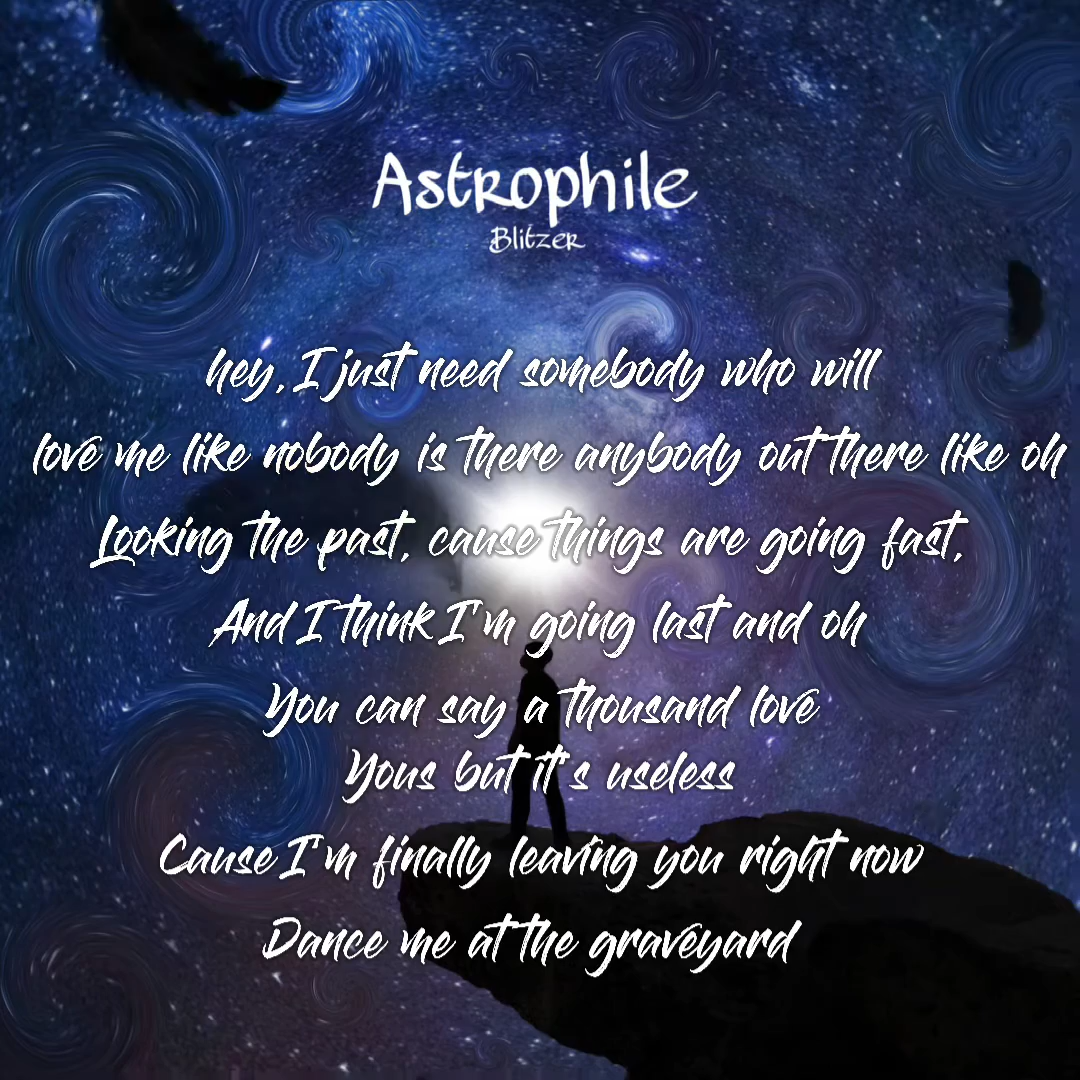 Astrophile
Blitzer
hey, I just need somebody who will
love me like nobody is there anybody out there like oh
Looking the past, cause things are going fast,
And I think I'm going last and oh
You can say a thousand love
Yous but it's useless
Cause I'm finally leaving you right now
Dance me at the graveyard